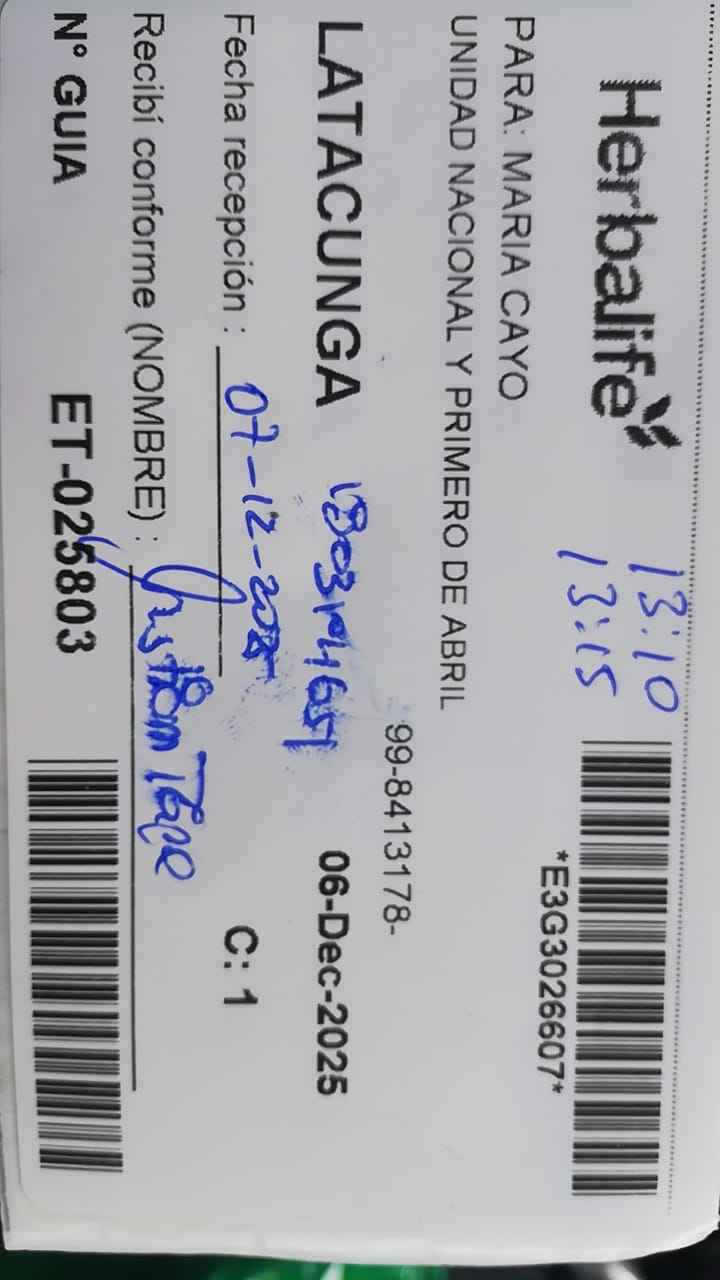 Herbalife
13:10
13:15
*E3G3026607*
PARA: MARIA CAYO
UNIDAD NACIONAL Y PRIMERO DE ABRIL
99-8413178-
LATACUNGA 06-Dec-2025
Fecha recepción : 07-12-2025 C: 1
Recibí conforme (NOMBRE) :
N° GUIA ET-025803